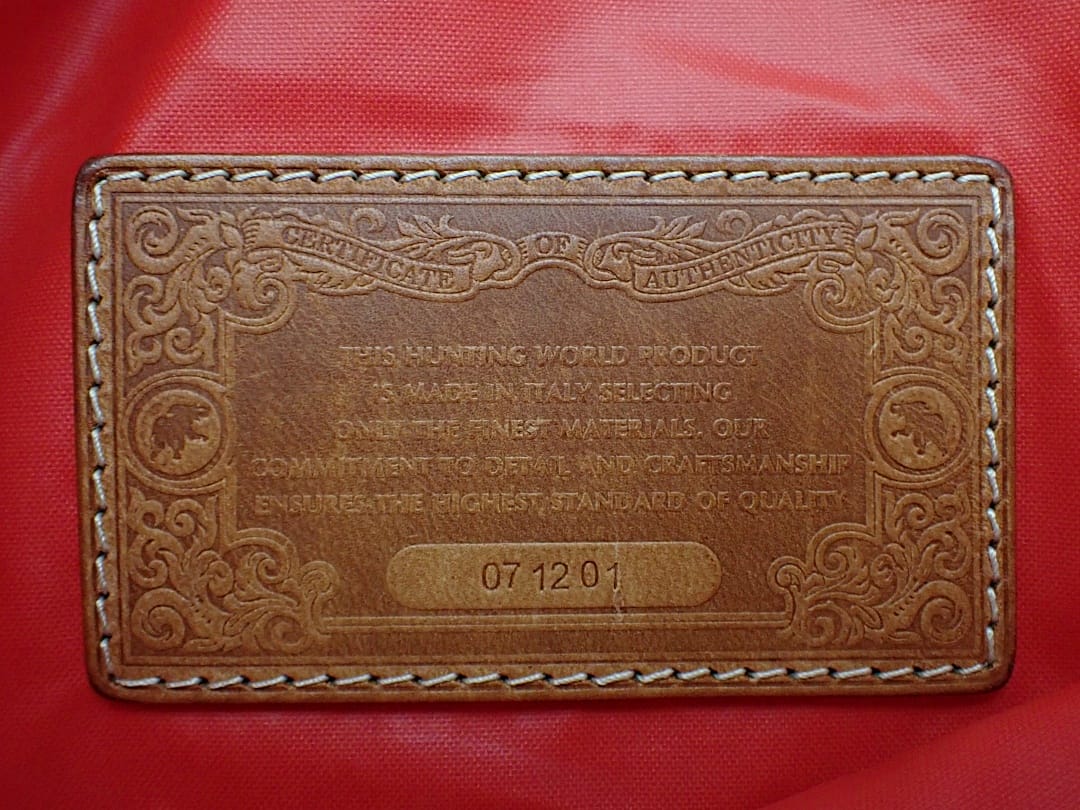 CERTIFICATE OF AUTHENTICITY
THIS HUNTING WORLD PRODUCT
IS MADE IN ITALY SELECTING
ONLY THE FINEST MATERIALS. OUR
COMMITMENT TO DETAIL AND CRAFTSMANSHIP
ENSURES THE HIGHEST STANDARD OF QUALITY.
07 12 01